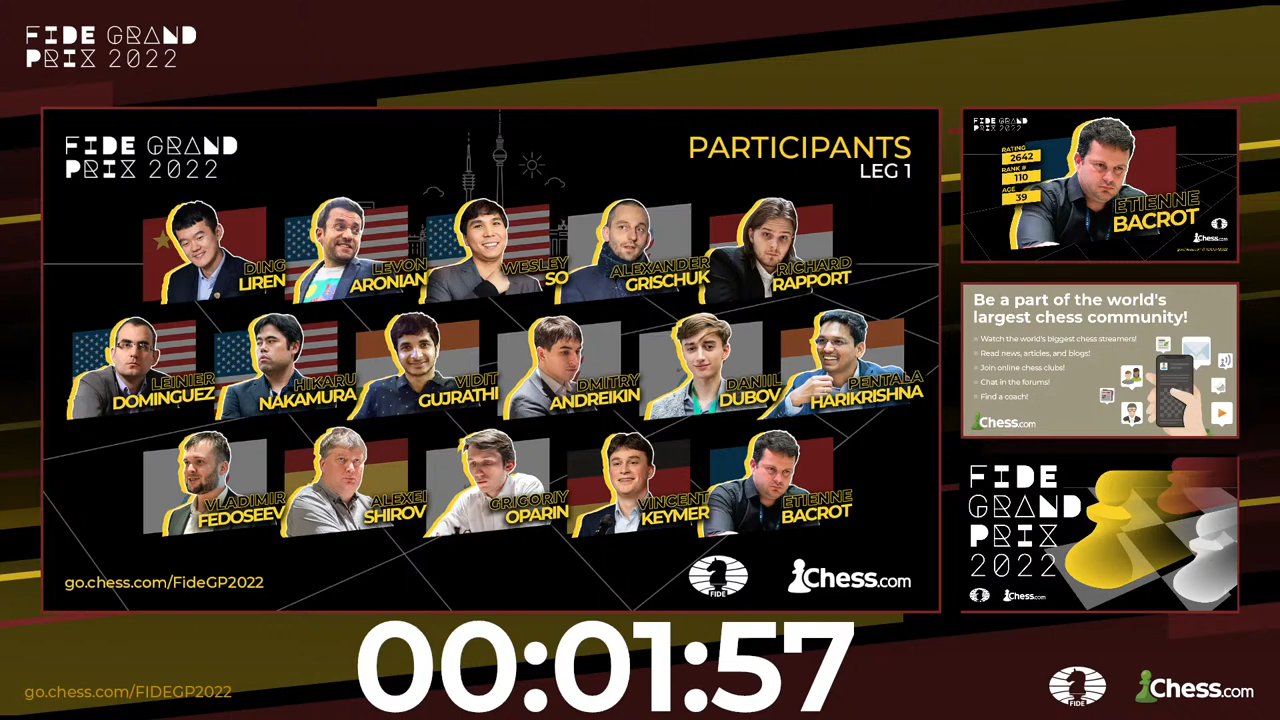 FIDE GRAND
PRIX 2022
FIDE GRAND
PRIX 2022
PARTICIPANTS
LEG 1
DING
LIREN
LEVON
ARONIAN
WESLEY
SO
ALEXANDER
GRISCHUK
RICHARD
RAPPORT
LEINIER
DOMINGUEZ
HIKARU
NAKAMURA
VIDIT
GUJRATHI
DMITRY
ANDREIKIN
DANIIL
DUBOV
PENTALA
HARIKRISHNA
VLADIMIR
FEDOSEEV
ALEXEI
SHIROV
GRIGORIY
OPARIN
VINCENT
KEYMER
ETIENNE
BACROT
go.chess.com/FideGP2022
FIDE
Chess.com
FIDE GRAND
PRIX 2022
RATING
2642
RANK #
110
AGE
39
ETIENNE
BACROT
Chess.com
Be a part of the world's
largest chess community!
Watch the world's biggest chess streamers!
Read news, articles, and blogs!
Join online chess clubs!
Chat in the forums!
Find a coach!
Chess.com
FIDE
GRAND
PRIX
2022
Chess.com
00:01:57
go.chess.com/FIDEGP2022
FIDE
Chess.com